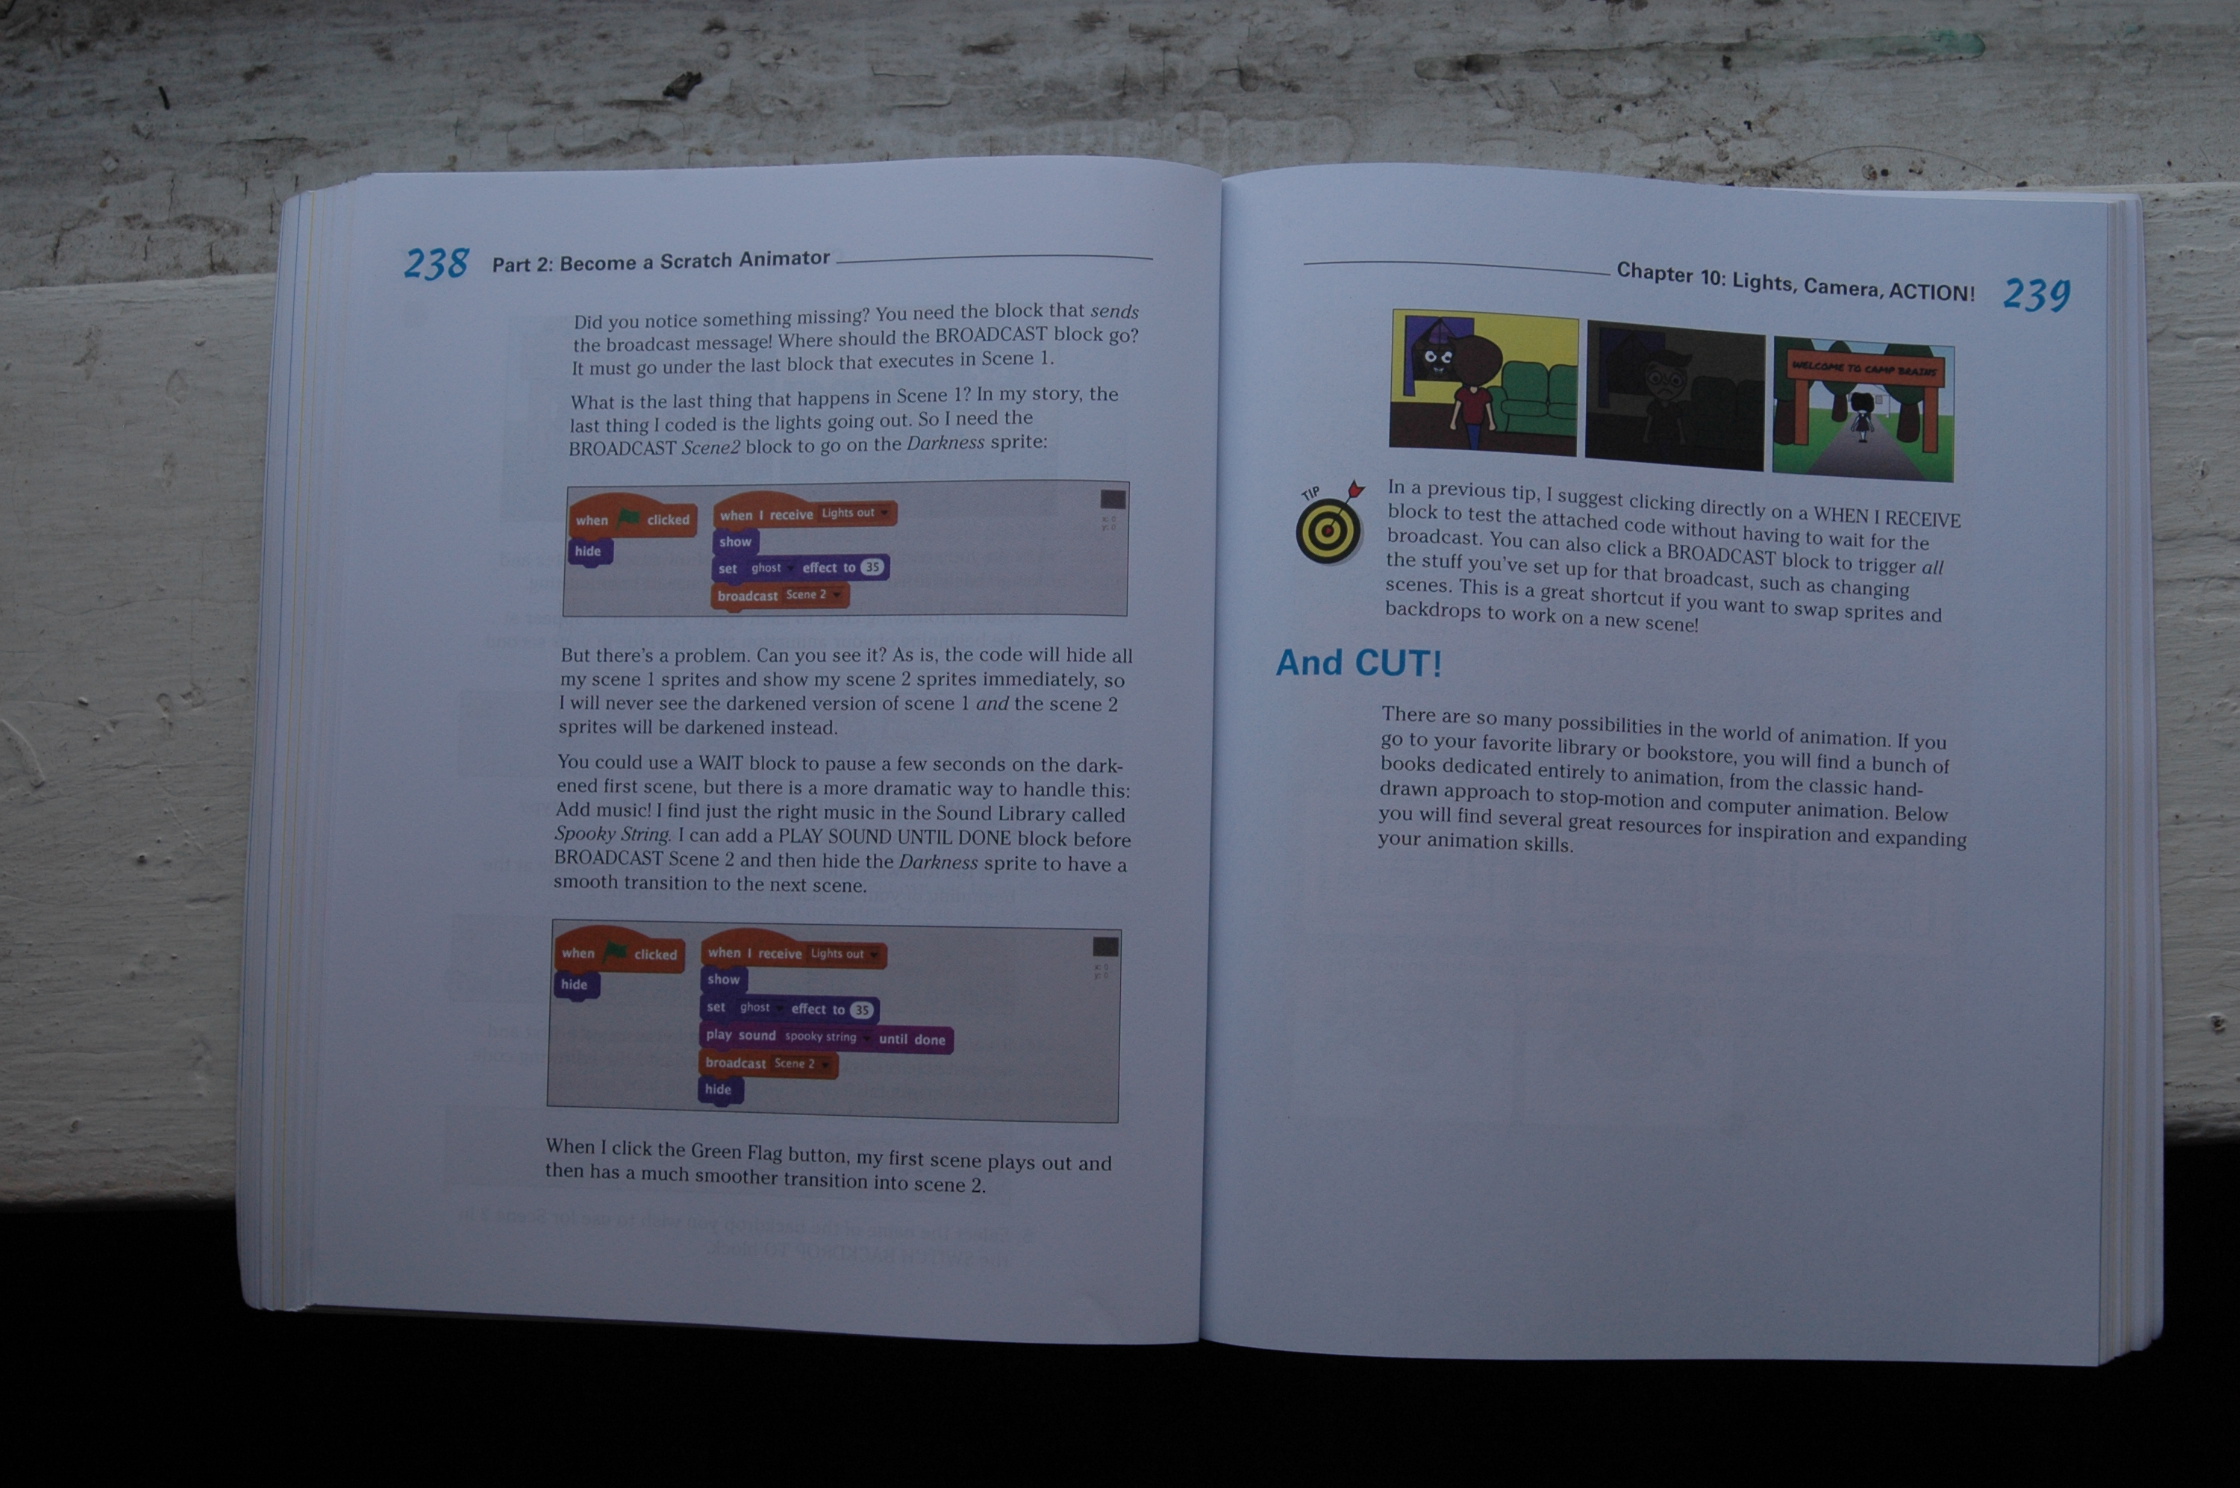 238 Part 2: Become a Scratch Animator
Did you notice something missing? You need the block that sends
the broadcast message! Where should the BROADCAST block go?
It must go under the last block that executes in Scene 1.
What is the last thing that happens in Scene 1? In my story, the
last thing I coded is the lights going out. So I need the
BROADCAST Scene2 block to go on the Darkness sprite:
when clicked
hide
when I receive Lights out
show
set ghost effect to 35
broadcast Scene 2
But there's a problem. Can you see it? As is, the code will hide all
my scene 1 sprites and show my scene 2 sprites immediately, so
I will never see the darkened version of scene 1 and the scene 2
sprites will be darkened instead.
You could use a WAIT block to pause a few seconds on the dark-
ened first scene, but there is a more dramatic way to handle this:
Add music! I find just the right music in the Sound Library called
Spooky String. I can add a PLAY SOUND UNTIL DONE block before
BROADCAST Scene 2 and then hide the Darkness sprite to have a
smooth transition to the next scene.
when clicked
hide
when I receive Lights out
show
set ghost effect to 35
play sound spooky string until done
broadcast Scene 2
hide
When I click the Green Flag button, my first scene plays out and
then has a much smoother transition into scene 2.
Chapter 10: Lights, Camera, ACTION! 239
WELCOME TO CAMP BRAINS
TIP
In a previous tip, I suggest clicking directly on a WHEN I RECEIVE
block to test the attached code without having to wait for the
broadcast. You can also click a BROADCAST block to trigger all
the stuff you've set up for that broadcast, such as changing
scenes. This is a great shortcut if you want to swap sprites and
backdrops to work on a new scene!
And CUT!
There are so many possibilities in the world of animation. If you
go to your favorite library or bookstore, you will find a bunch of
books dedicated entirely to animation, from the classic hand-
drawn approach to stop-motion and computer animation. Below
you will find several great resources for inspiration and expanding
your animation skills.